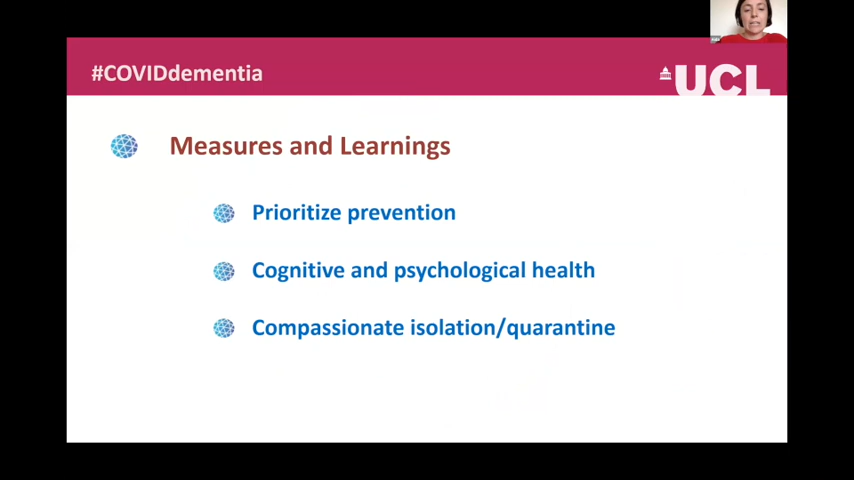 #COVIDdementia
UCL
Measures and Learnings
Prioritize prevention
Cognitive and psychological health
Compassionate isolation/quarantine